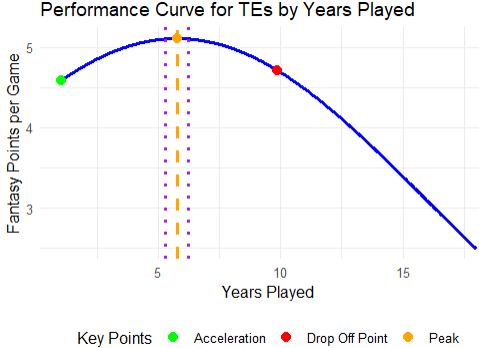 Performance Curve for TEs by Years Played
Fantasy Points per Game
5
4
3
5 10 15
Years Played
Key Points Acceleration Drop Off Point Peak